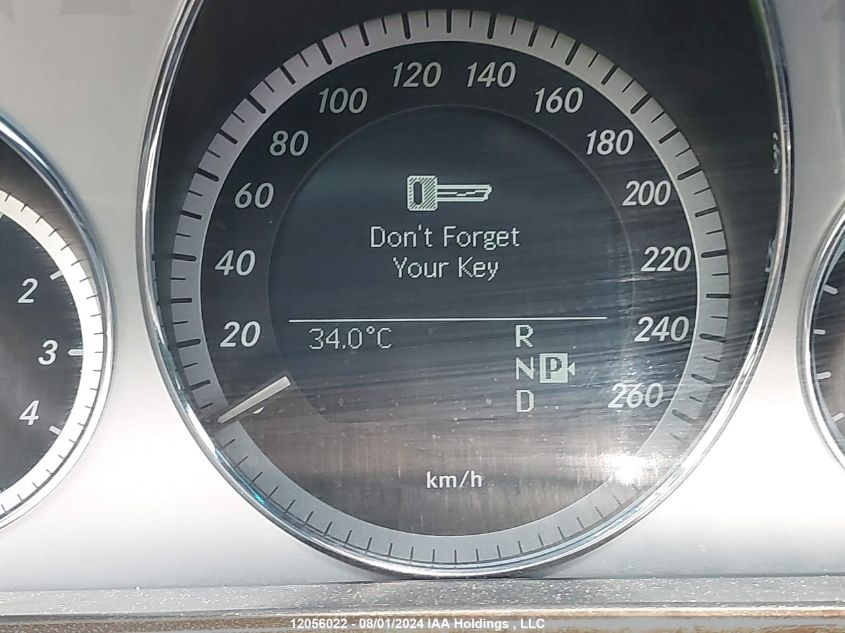 120 140
100 160
80 180
60 200
Don't Forget
Your Key
40 220
20 34.0°C R 240
N P
D 260
km/h
2
3
4
12056022 - 08/01/2024 IAA Holdings , LLC